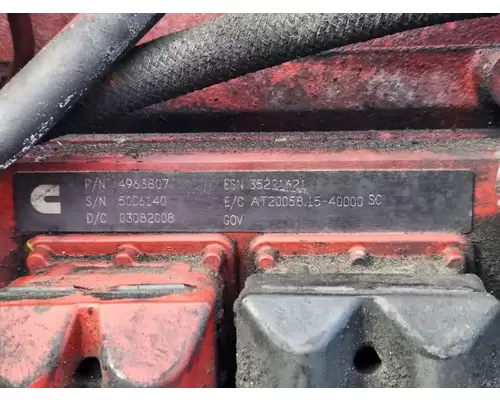 P/N 4963807 ESN 35221621
S/N 5006140 E/C AT20058.15-40000 SC
D/C 03082008 GOV